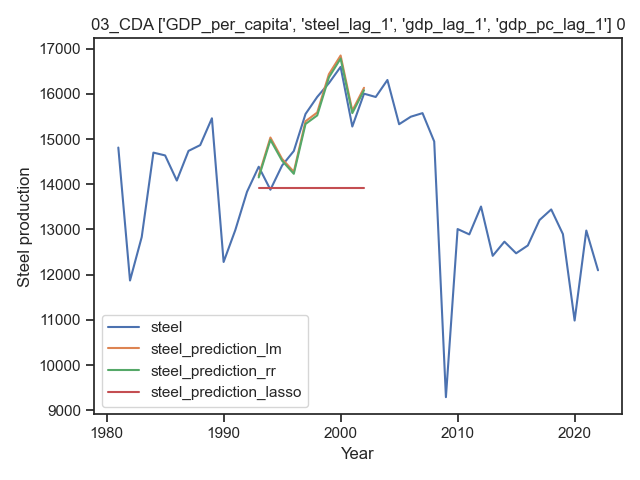 03_CDA ['GDP_per_capita', 'steel_lag_1', 'gdp_lag_1', 'gdp_pc_lag_1'] 0
17000
16000
15000
14000
13000
12000
11000
10000
9000
Steel production
steel
steel_prediction_lm
steel_prediction_rr
steel_prediction_lasso
1980
1990
2000
2010
2020
Year